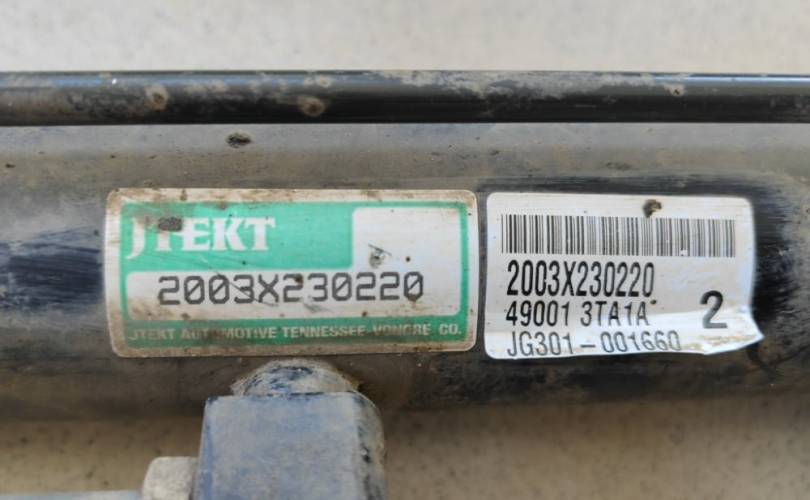 JTEKT
2003X230220
JTEKT AUTOMOTIVE TENNESSEE-VONORE CO.
2003X230220
49001 3TA1A
2
JG301-001660